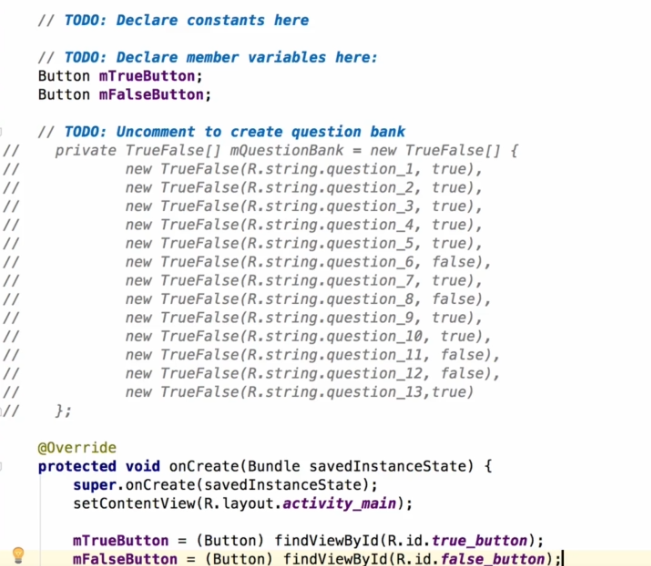 // TODO: Declare constants here
// TODO: Declare member variables here:
Button mTrueButton;
Button mFalseButton;
// TODO: Uncomment to create question bank
// private TrueFalse[] mQuestionBank = new TrueFalse[] {
// new TrueFalse(R.string.question_1, true),
// new TrueFalse(R.string.question_2, true),
// new TrueFalse(R.string.question_3, true),
// new TrueFalse(R.string.question_4, true),
// new TrueFalse(R.string.question_5, true),
// new TrueFalse(R.string.question_6, false),
// new TrueFalse(R.string.question_7, true),
// new TrueFalse(R.string.question_8, false),
// new TrueFalse(R.string.question_9, true),
// new TrueFalse(R.string.question_10, true),
// new TrueFalse(R.string.question_11, false),
// new TrueFalse(R.string.question_12, false),
// new TrueFalse(R.string.question_13,true)
// };
@Override
protected void onCreate(Bundle savedInstanceState) {
super.onCreate(savedInstanceState);
setContentView(R.layout.activity_main);
mTrueButton = (Button) findViewById(R.id.true_button);
mFalseButton = (Button) findViewById(R.id.false_button);